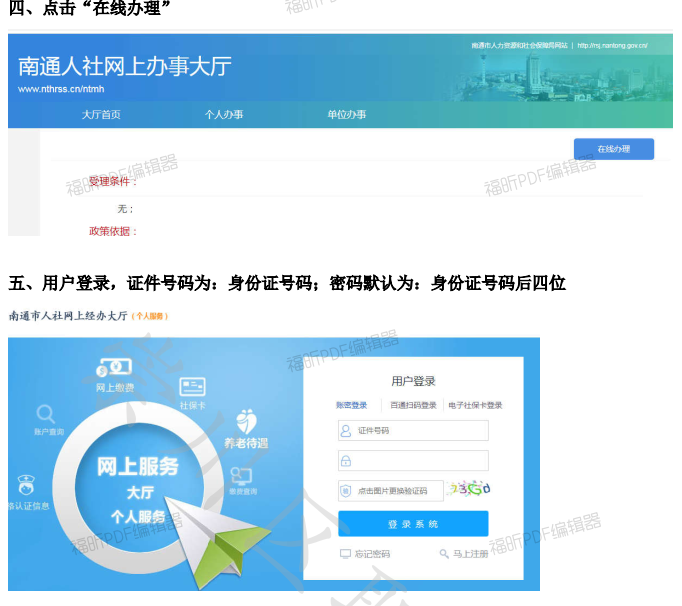 四、点击“在线办理”
福昕PDF编辑器
南通市人力资源和社会保障局网站 | http://rsj.nantong.gov.cn/
南通人社网上办事大厅
www.nthrss.cn/ntmh
大厅首页 个人办事 单位办事
在线办理
福昕PDF编辑器
福昕PDF编辑器
受理条件：
无；
政策依据：
五、用户登录，证件号码为：身份证号码；密码默认为：身份证号码后四位
南通市人社网上经办大厅（个人服务）
福昕PDF编辑器
网上缴费
社保卡
账户查询
养老待遇
缴费查询
认证信息
网上服务
大厅
个人服务
用户登录
账密登录 百通扫码登录 电子社保卡登录
证件号码
点击图片更换验证码
登录系统
忘记密码 马上注册
福昕PDF编辑器
福昕PDF编辑器